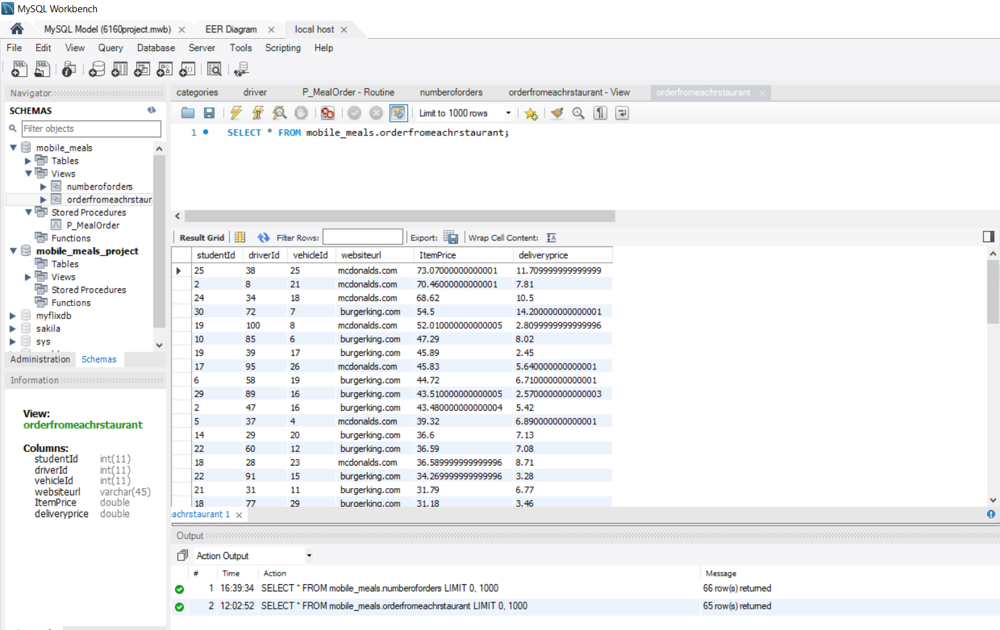 MySQL Workbench
MySQL Model (6160project.mwb) EER Diagram local host
File Edit View Query Database Server Tools Scripting Help
Navigator
SCHEMAS
Filter objects
mobile_meals
Tables
Views
numberoforders
orderfromeachrstaur
Stored Procedures
P_MealOrder
Functions
mobile_meals_project
Tables
Views
Stored Procedures
Functions
myflixdb
sakila
sys
Administration Schemas
Information
View:
orderfromeachrstaurant
Columns:
studentId int(11)
driverId int(11)
vehicleId int(11)
websiteurl varchar(45)
ItemPrice double
deliveryprice double
categories driver P_MealOrder - Routine numberoforders orderfromeachrstaurant - View orderfromeachrstaurant
Limit to 1000 rows
1 SELECT * FROM mobile_meals.orderfromeachrstaurant;
Result Grid Filter Rows: Export: Wrap Cell Content:
studentId driverId vehicleId websiteurl ItemPrice deliveryprice
25 38 25 mcdonalds.com 73.07000000000001 11.709999999999999
2 8 21 mcdonalds.com 70.46000000000001 7.81
24 34 18 mcdonalds.com 68.62 10.5
30 72 7 burgerking.com 54.5 14.200000000000001
19 100 8 mcdonalds.com 52.010000000000005 2.8099999999999996
10 85 6 burgerking.com 47.29 8.02
19 39 17 burgerking.com 45.89 2.45
17 95 26 mcdonalds.com 45.83 5.640000000000001
6 58 19 burgerking.com 44.72 6.710000000000001
29 89 16 burgerking.com 43.510000000000005 2.5700000000000003
2 47 16 burgerking.com 43.480000000000004 5.42
5 37 4 mcdonalds.com 39.32 6.890000000000001
14 29 20 burgerking.com 36.6 7.13
22 60 12 burgerking.com 36.59 7.08
18 28 23 mcdonalds.com 36.589999999999996 8.71
22 91 15 burgerking.com 34.269999999999996 3.28
21 31 11 burgerking.com 31.79 6.77
18 77 29 burgerking.com 31.18 3.46
achrstaurant 1
Output
Action Output
# Time Action Message
1 16:39:34 SELECT * FROM mobile_meals.numberoforders LIMIT 0, 1000 66 row(s) returned
2 12:02:52 SELECT * FROM mobile_meals.orderfromeachrstaurant LIMIT 0, 1000 65 row(s) returned